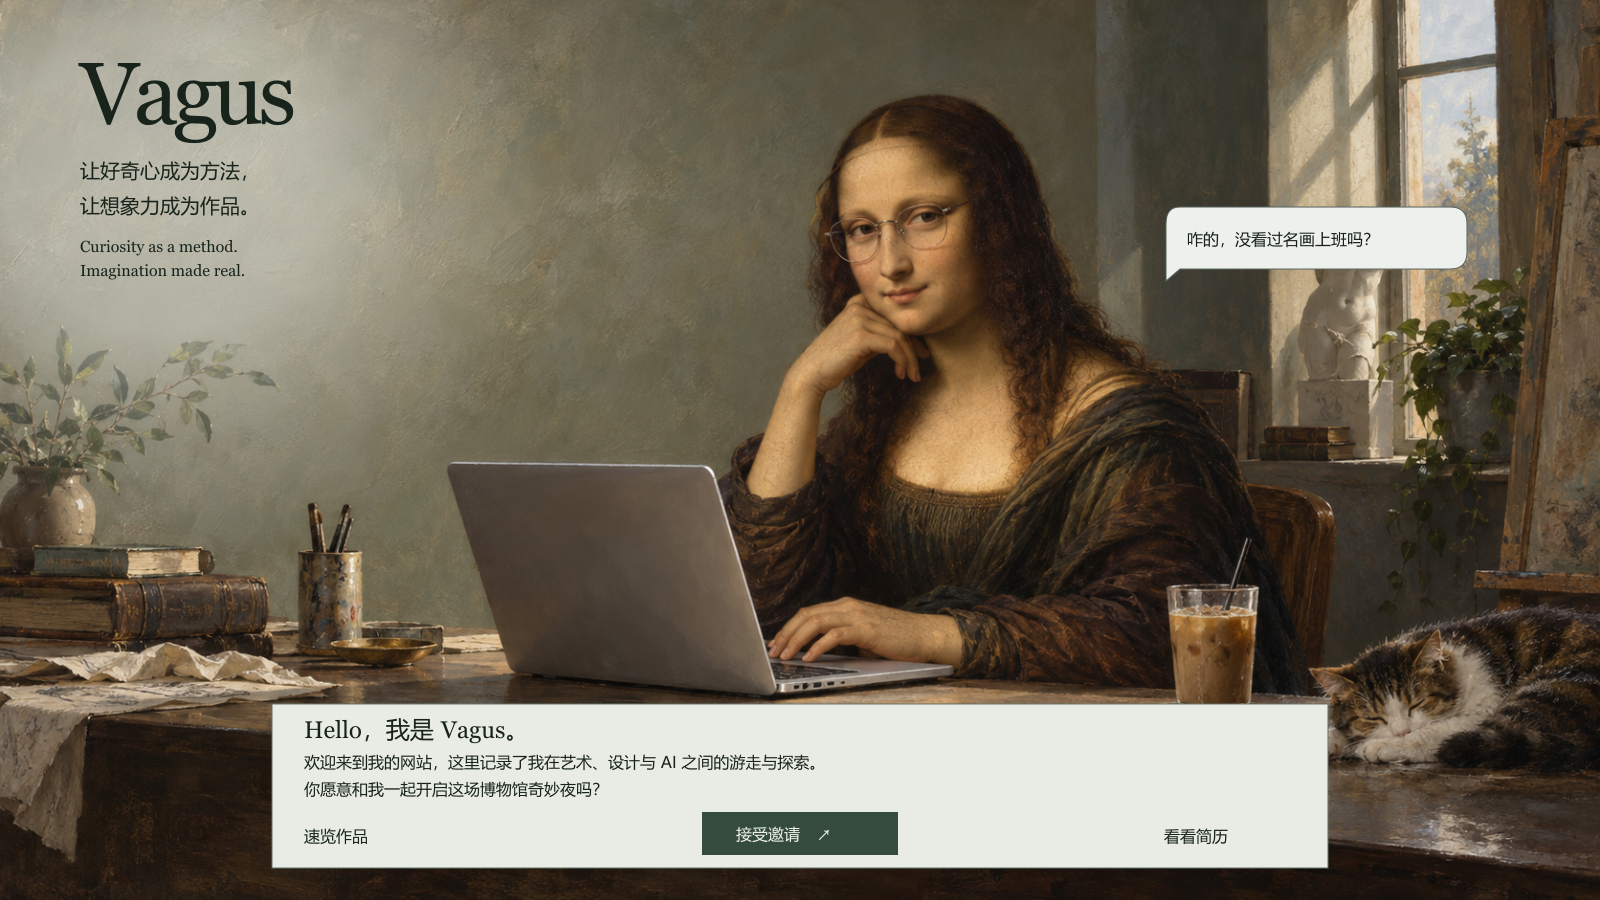 Vagus
让好奇心成为方法，
让想象力成为作品。
Curiosity as a method.
Imagination made real.
咋的，没看过名画上班吗？
Hello，我是 Vagus。
欢迎来到我的网站，这里记录了我在艺术、设计与 AI 之间的游走与探索。
你愿意和我一起开启这场博物馆奇妙夜吗？
速览作品
接受邀请 ↗
看看简历